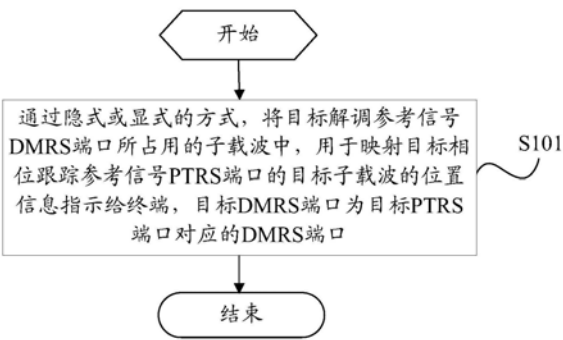 开始
通过隐式或显式的方式，将目标解调参考信号
DMRS端口所占用的子载波中，用于映射目标相
位跟踪参考信号PTRS端口的目标子载波的位置
信息指示给终端，目标DMRS端口为目标PTRS
端口对应的DMRS端口
S101
结束